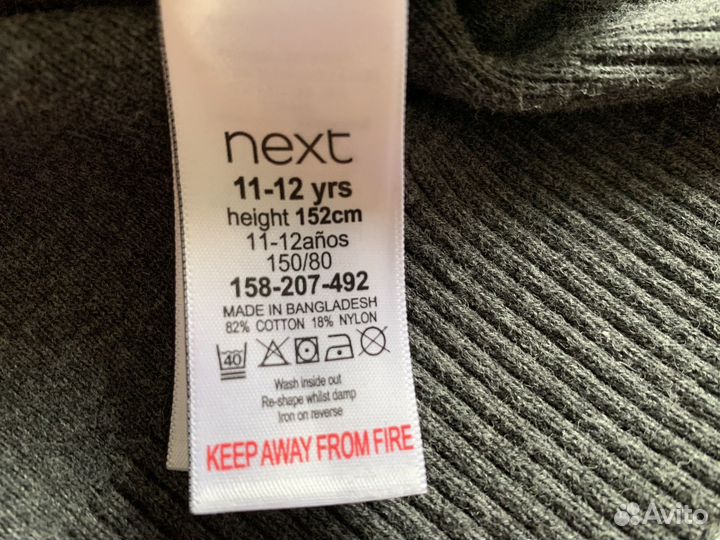 next
11-12 yrs
height 152cm
11-12años
150/80
158-207-492
MADE IN BANGLADESH
82% COTTON 18% NYLON
40
Wash inside out
Re-shape whilst damp
Iron on reverse
KEEP AWAY FROM FIRE
Avito